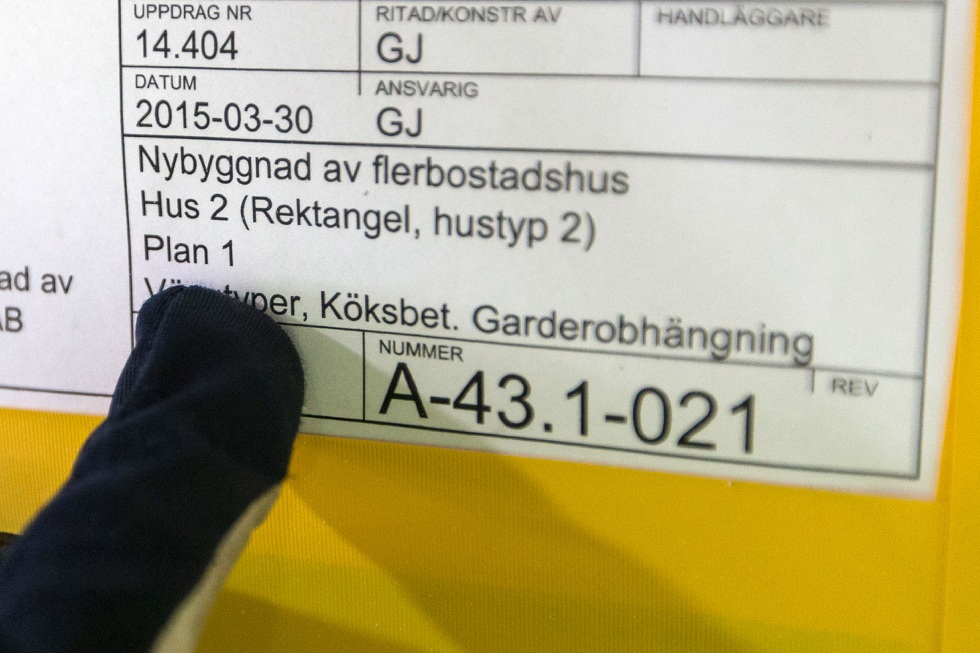 UPPDRAG NR
14.404
RITAD/KONSTR AV
GJ
HANDLÄGGARE
DATUM
2015-03-30
ANSVARIG
GJ
Nybyggnad av flerbostadshus
Hus 2 (Rektangel, hustyp 2)
Plan 1
Köksbet. Garderobhängning
ad av
AB
NUMMER
A-43.1-021
REV